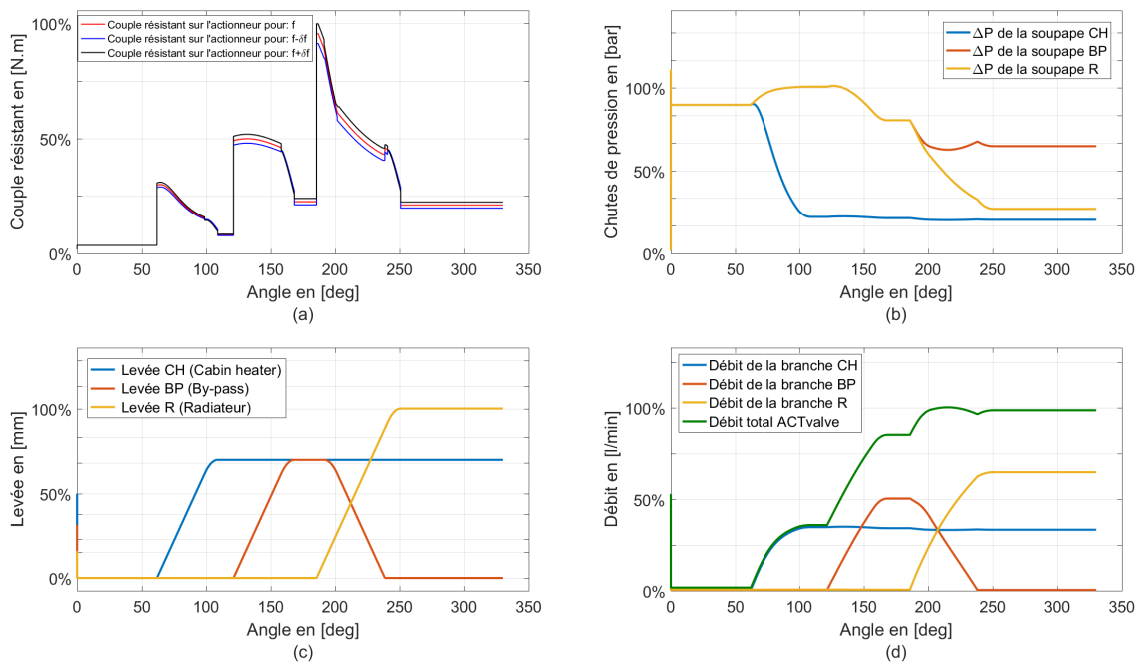 100%
50%
0%
Couple résistant en [N.m]
Couple résistant sur l'actionneur pour: f
Couple résistant sur l'actionneur pour: f-δf
Couple résistant sur l'actionneur pour: f+δf
0 50 100 150 200 250 300 350
Angle en [deg]
(a)
100%
50%
0%
Chutes de pression en [bar]
ΔP de la soupape CH
ΔP de la soupape BP
ΔP de la soupape R
0 50 100 150 200 250 300 350
Angle en [deg]
(b)
100%
50%
0%
Levée en [mm]
Levée CH (Cabin heater)
Levée BP (By-pass)
Levée R (Radiateur)
0 50 100 150 200 250 300 350
Angle en [deg]
(c)
100%
50%
0%
Débit en [l/min]
Débit de la branche CH
Débit de la branche BP
Débit de la branche R
Débit total ACTvalve
0 50 100 150 200 250 300 350
Angle en [deg]
(d)